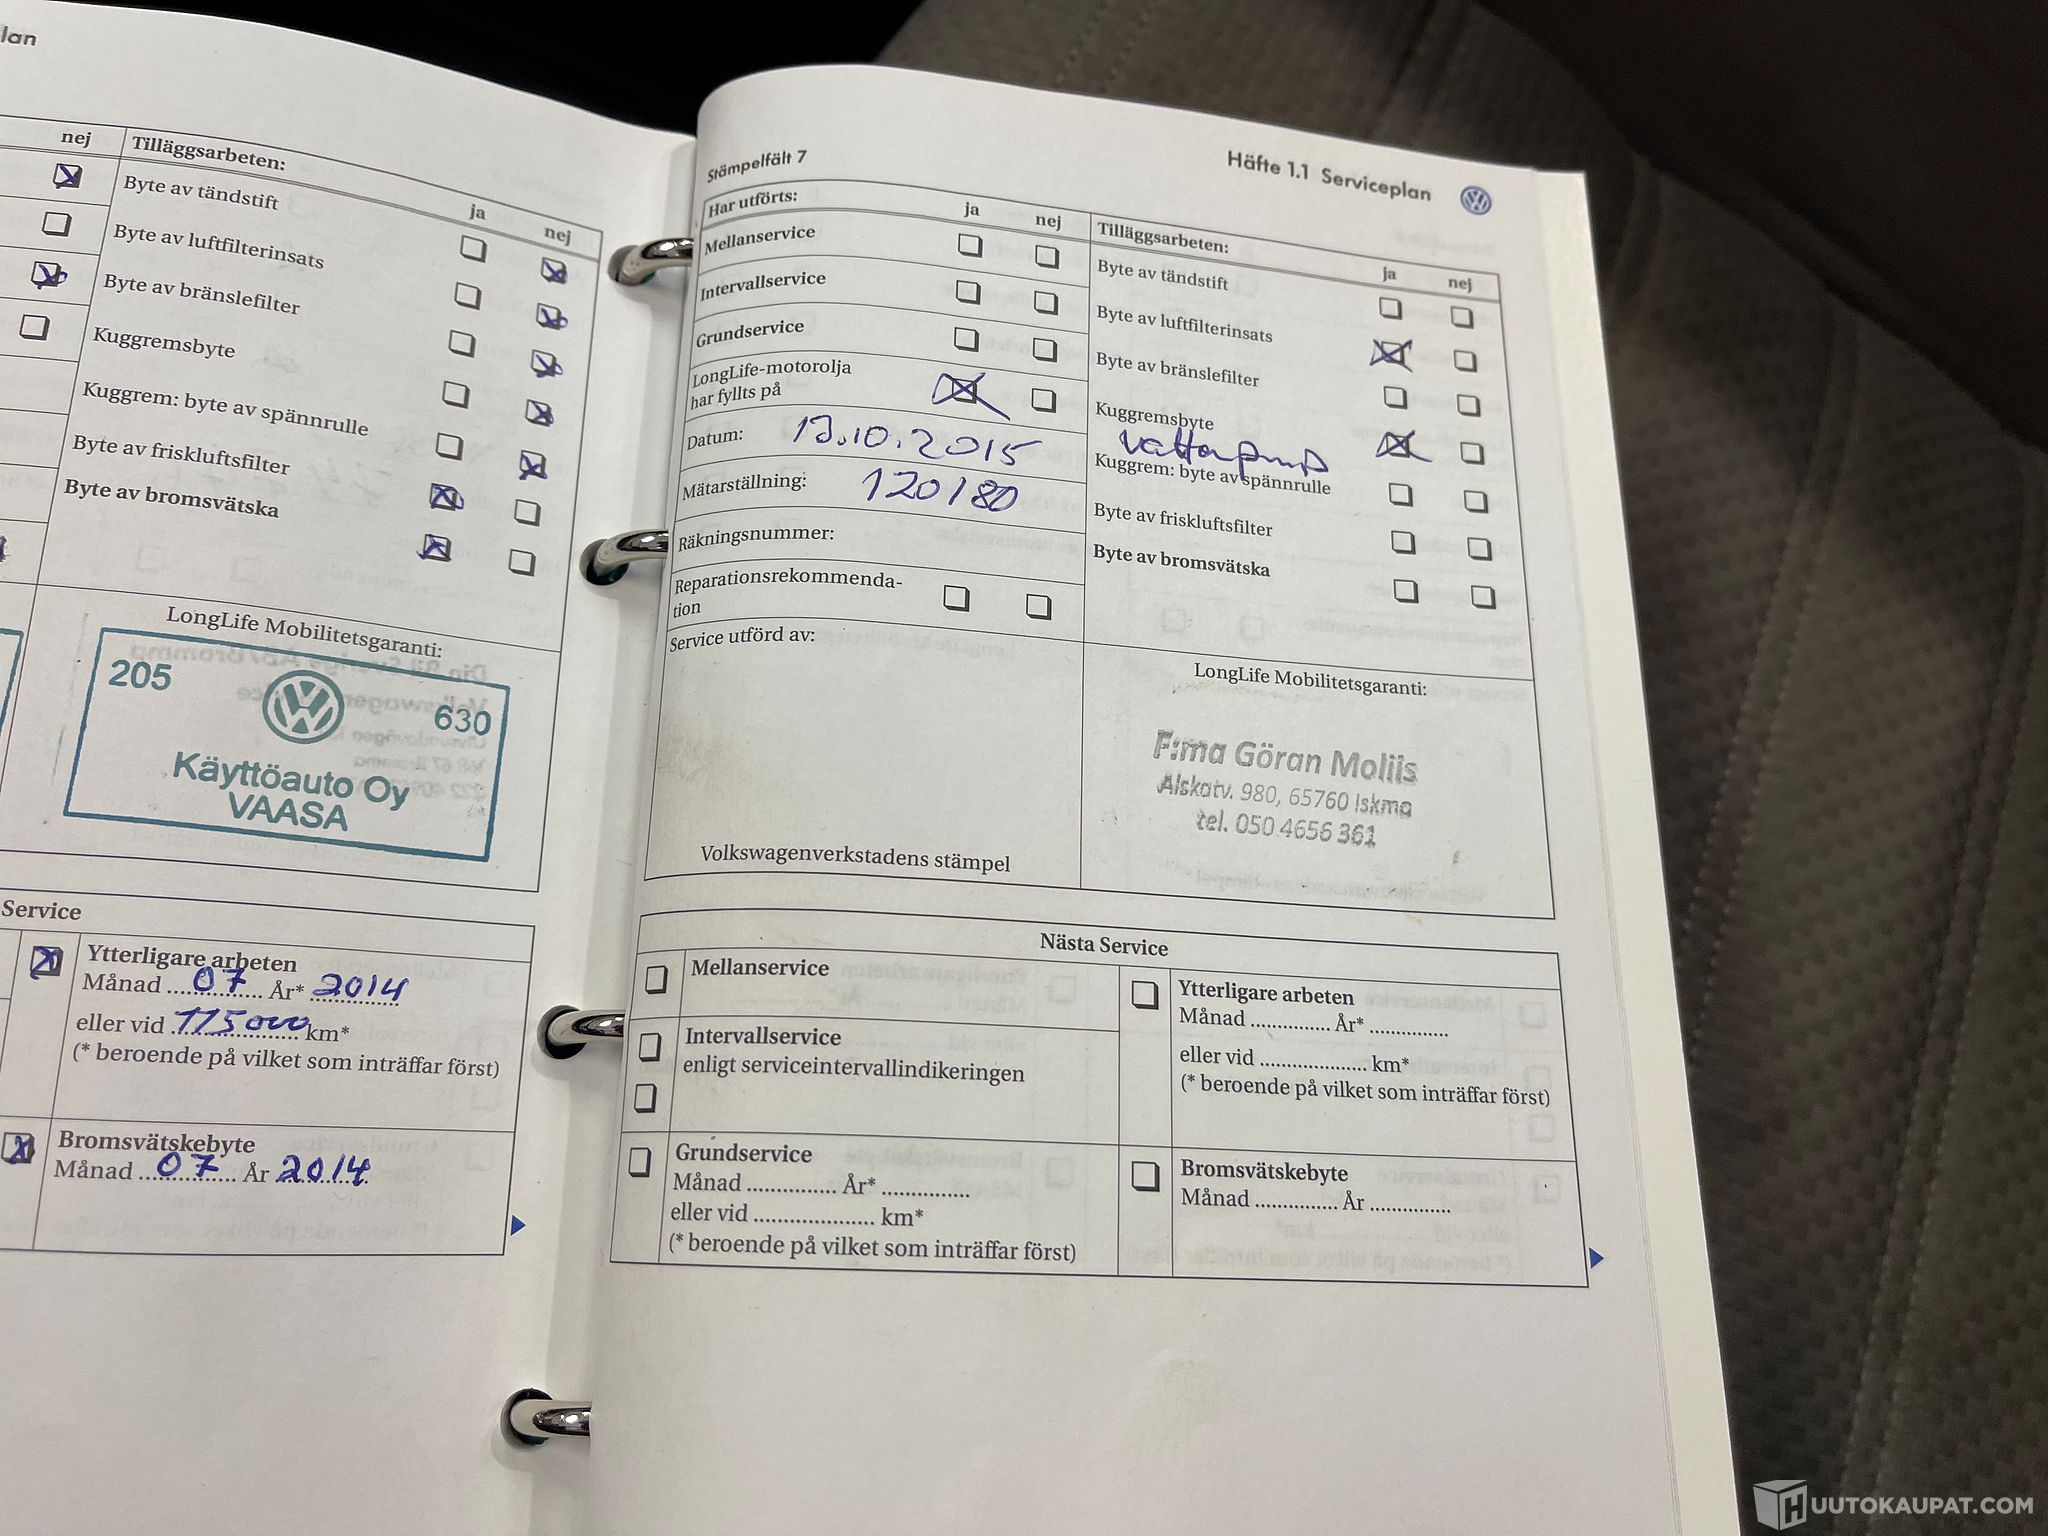 lan
nej
Tilläggsarbeten:
ja nej
Byte av tändstift
Byte av luftfilterinsats
Byte av bränslefilter
Kuggremsbyte
Kuggrem: byte av spännrulle
Byte av friskluftsfilter
Byte av bromsvätska
LongLife Mobilitetsgaranti:
205 630
Käyttöauto Oy
VAASA
Service
Ytterligare arbeten
Månad 07 År* 2014
eller vid 115000 km*
(* beroende på vilket som inträffar först)
Bromsvätskebyte
Månad 07 År 2014
Stämpelfält 7
Häfte 1.1 Serviceplan
Har utförts:
ja nej
Mellanservice
Intervallservice
Grundservice
LongLife-motorolja
har fyllts på
Datum: 13.10.2015
Mätarställning: 120180
Räkningsnummer:
Reparationsrekommenda-
tion
Service utförd av:
Volkswagenverkstadens stämpel
Tilläggsarbeten:
ja nej
Byte av tändstift
Byte av luftfilterinsats
Byte av bränslefilter
Kuggremsbyte
Kuggrem: byte av spännrulle
Byte av friskluftsfilter
Byte av bromsvätska
LongLife Mobilitetsgaranti:
Firma Göran Moliis
Alskatv. 980, 65760 Iskmo
tel. 050 4656 361
Nästa Service
Mellanservice
Intervallservice
enligt serviceintervallindikeringen
Grundservice
Månad .............. År* ..............
eller vid .................... km*
(* beroende på vilket som inträffar först)
Ytterligare arbeten
Månad ............. År* .............
eller vid .................. km*
(* beroende på vilket som inträffar först)
Bromsvätskebyte
Månad ............. År ..............
HUUTOKAUPAT.COM